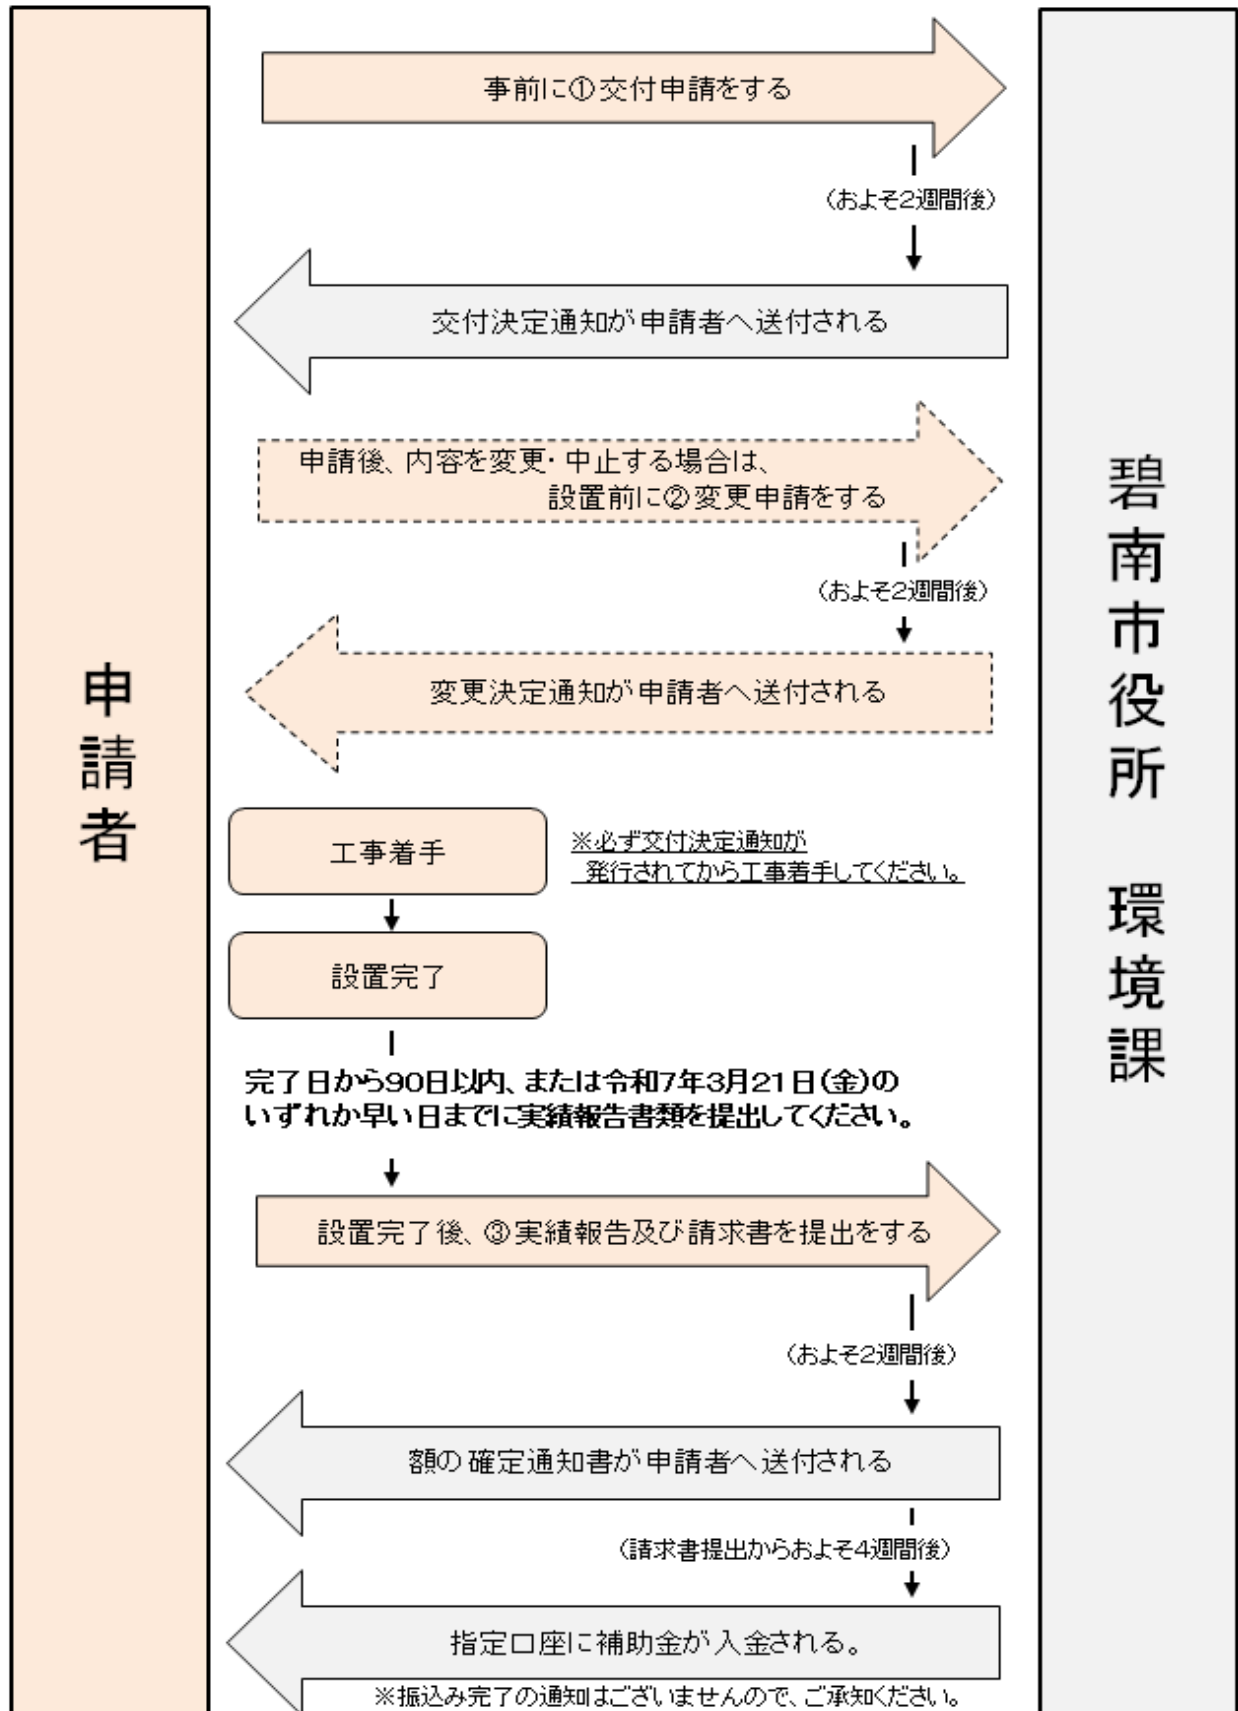 事前に①交付申請をする
（およそ2週間後）
交付決定通知が申請者へ送付される
申請後、内容を変更・中止する場合は、
設置前に②変更申請をする
（およそ2週間後）
変更決定通知が申請者へ送付される
申請者
碧南市役所 環境課
工事着手
※必ず交付決定通知が
発行されてから工事着手してください。
設置完了
完了日から90日以内、または令和7年3月21日(金)の
いずれか早い日までに実績報告書類を提出してください。
設置完了後、③実績報告及び請求書を提出をする
（およそ2週間後）
額の確定通知書が申請者へ送付される
（請求書提出からおよそ4週間後）
指定口座に補助金が入金される。
※振込み完了の通知はございませんので、ご承知ください。